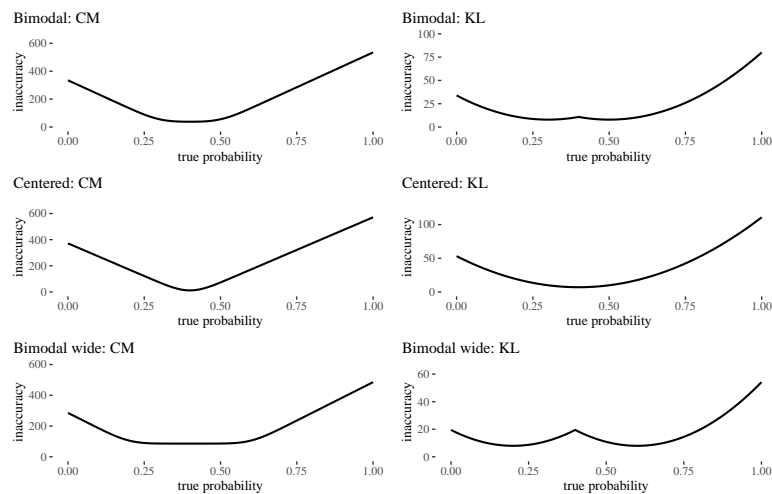 Bimodal: CM
600
400
200
0
inaccuracy
0.00 0.25 0.50 0.75 1.00
true probability
Bimodal: KL
100
75
50
25
0
inaccuracy
0.00 0.25 0.50 0.75 1.00
true probability
Centered: CM
600
400
200
0
inaccuracy
0.00 0.25 0.50 0.75 1.00
true probability
Centered: KL
100
50
0
inaccuracy
0.00 0.25 0.50 0.75 1.00
true probability
Bimodal wide: CM
600
400
200
0
inaccuracy
0.00 0.25 0.50 0.75 1.00
true probability
Bimodal wide: KL
60
40
20
0
inaccuracy
0.00 0.25 0.50 0.75 1.00
true probability